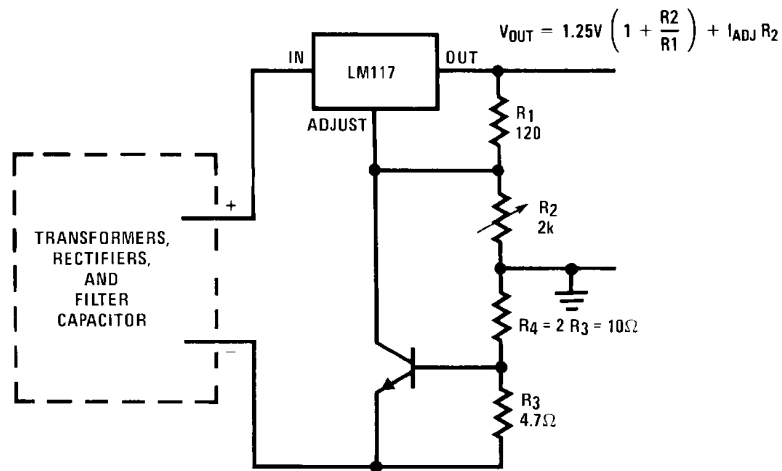 V_OUT = 1.25V (1 + R2/R1) + I_ADJ R2
IN
LM117
OUT
ADJUST
R1
120
R2
2k
+
TRANSFORMERS,
RECTIFIERS,
AND
FILTER
CAPACITOR
−
R4 = 2 R3 = 10Ω
R3
4.7Ω